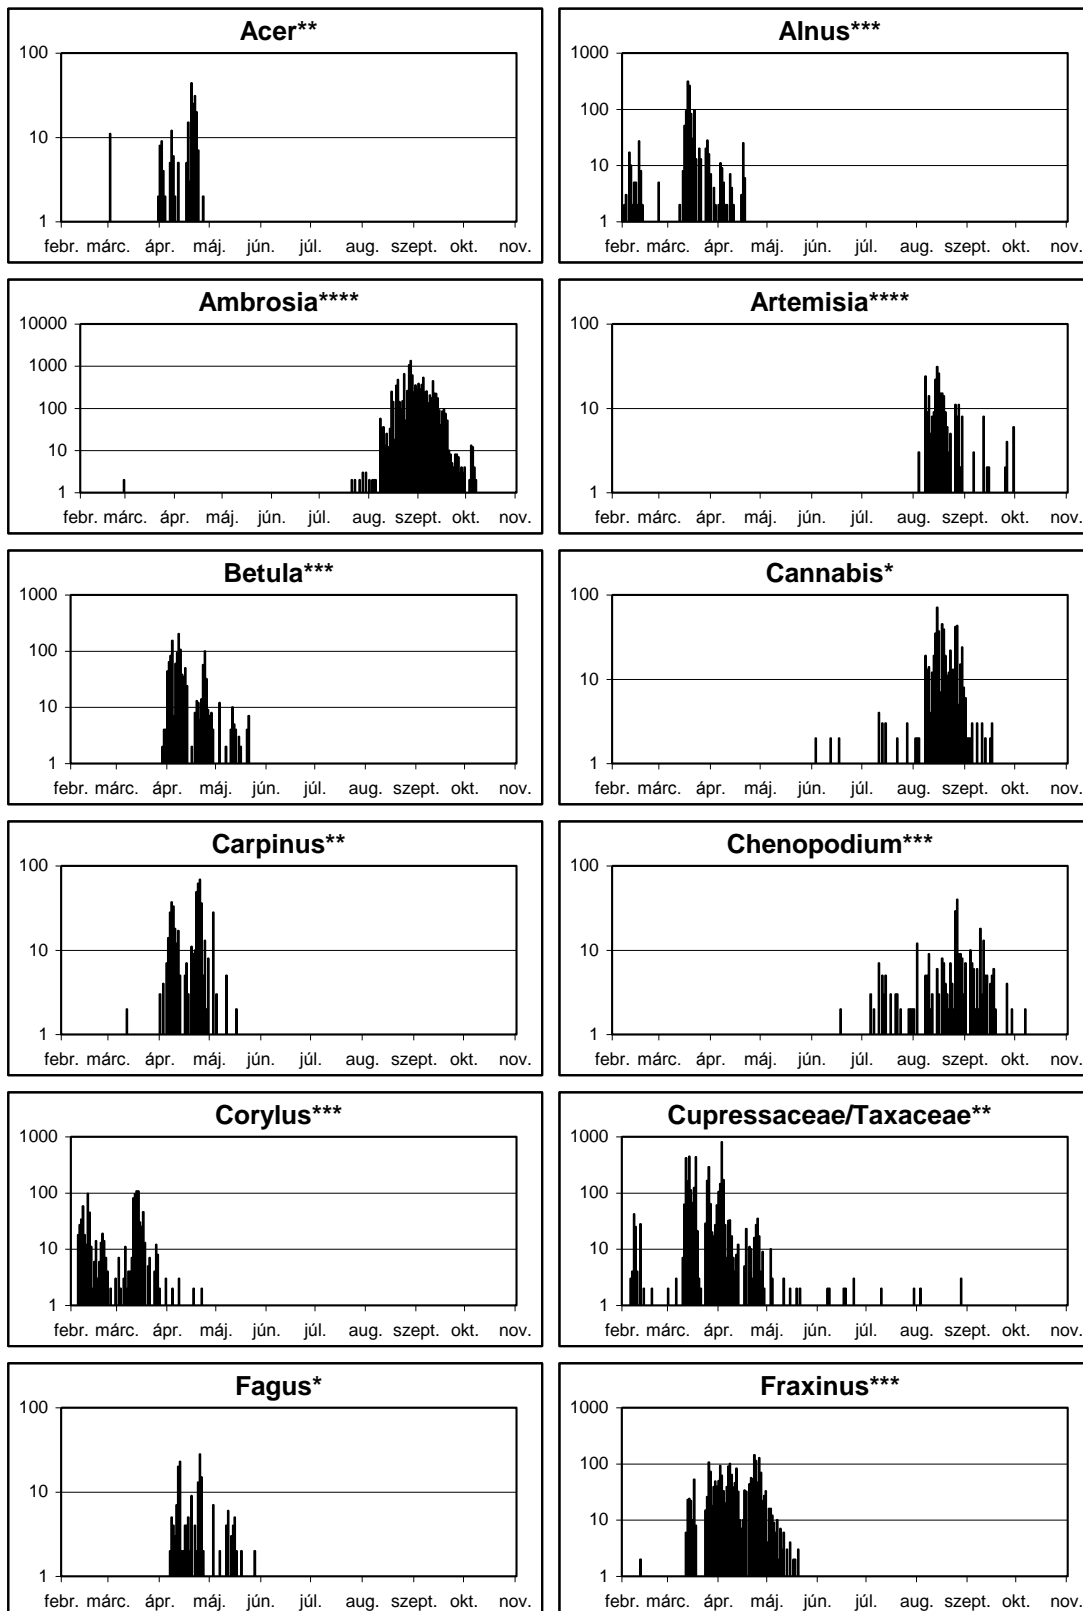 Acer**
100
10
1
febr. márc. ápr. máj. jún. júl. aug. szept. okt. nov.
Alnus***
1000
100
10
1
febr. márc. ápr. máj. jún. júl. aug. szept. okt. nov.
Ambrosia****
10000
1000
100
10
1
febr. márc. ápr. máj. jún. júl. aug. szept. okt. nov.
Artemisia****
100
10
1
febr. márc. ápr. máj. jún. júl. aug. szept. okt. nov.
Betula***
1000
100
10
1
febr. márc. ápr. máj. jún. júl. aug. szept. okt. nov.
Cannabis*
100
10
1
febr. márc. ápr. máj. jún. júl. aug. szept. okt. nov.
Carpinus**
100
10
1
febr. márc. ápr. máj. jún. júl. aug. szept. okt. nov.
Chenopodium***
100
10
1
febr. márc. ápr. máj. jún. júl. aug. szept. okt. nov.
Corylus***
1000
100
10
1
febr. márc. ápr. máj. jún. júl. aug. szept. okt. nov.
Cupressaceae/Taxaceae**
1000
100
10
1
febr. márc. ápr. máj. jún. júl. aug. szept. okt. nov.
Fagus*
100
10
1
febr. márc. ápr. máj. jún. júl. aug. szept. okt. nov.
Fraxinus***
1000
100
10
1
febr. márc. ápr. máj. jún. júl. aug. szept. okt. nov.